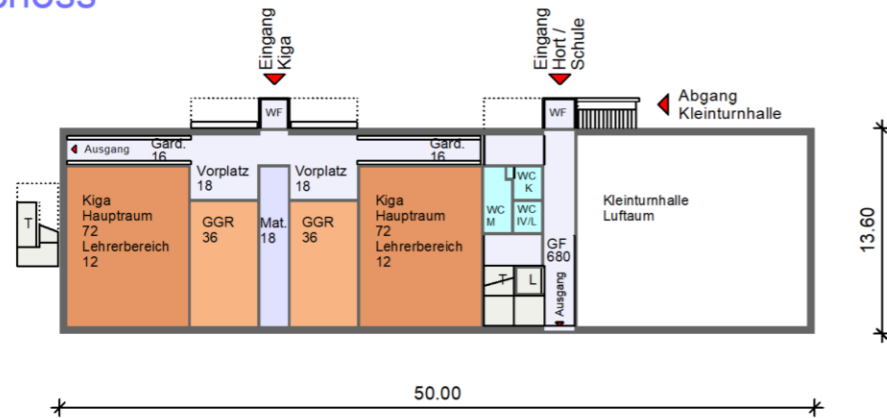 Eingang
Kiga
Eingang
Hort /
Schule
Abgang
Kleinturnhalle
WF
WF
Ausgang
Gard.
16
Gard.
16
Vorplatz
18
Vorplatz
18
Kiga
Hauptraum
72
Lehrerbereich
12
GGR
36
Mat.
18
GGR
36
Kiga
Hauptraum
72
Lehrerbereich
12
WC
M
WC
K
WC
IV/L
GF
680
Kleinturnhalle
Luftaum
T
T
L
Ausgang
13.60
50.00